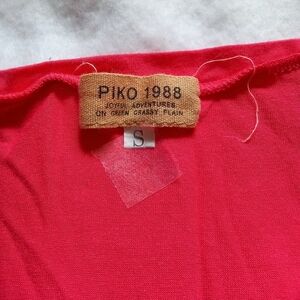 PIKO 1988
JOYFUL ADVENTURES
ON GREEN GRASSY PLAIN
S